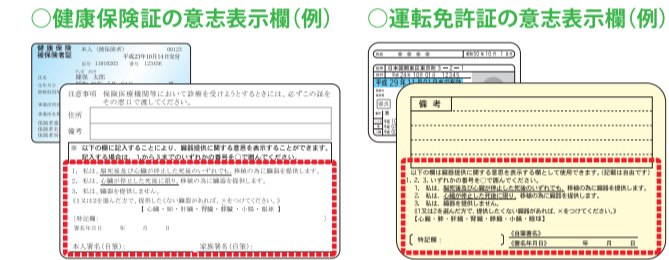 ○健康保険証の意志表示欄(例)
○運転免許証の意志表示欄(例)
健康保険
被保険者証
本人(被保険者)
00123
平成23年10月14日交付
注意事項 保険医療機関等において診療を受けようとするときには、必ずこの証を
その窓口で渡してください。
住所
備考
※ 以下の欄に記入することにより、臓器提供に関する意思を表示することができます。
記入する場合は、1.から3.までのいずれかの番号を○で囲んでください。
1. 私は、脳死後及び心臓が停止した死後のいずれでも、移植の為に臓器を提供します。
2. 私は、心臓が停止した死後に限り、移植の為に臓器を提供します。
3. 私は、臓器を提供しません。
《1又は2を選んだ方で、提供したくない臓器があれば、×をつけてください。》
【 心臓・肺・肝臓・腎臓・膵臓・小腸・眼球 】
[特記欄: ]
署名年月日 年 月 日
本人署名(自筆): 家族署名(自筆):
備 考
以下の欄は臓器提供に関する意思を表示する欄として使用できます。(記載は自由です)
1, 2, 3, いずれかの番号を○で囲んでください。
1. 私は、脳死後及び心臓が停止した死後のいずれでも、移植の為に臓器を提供します。
2. 私は、心臓が停止した死後に限り、移植の為に臓器を提供します。
3. 私は、臓器を提供しません。
《1又は2を選んだ方で、提供したくない臓器があれば、×をつけてください。》
【心臓・肺・肝臓・腎臓・膵臓・小腸・眼球】
[特記欄: ]
《自筆署名》
《署名年月日》 年 月 日